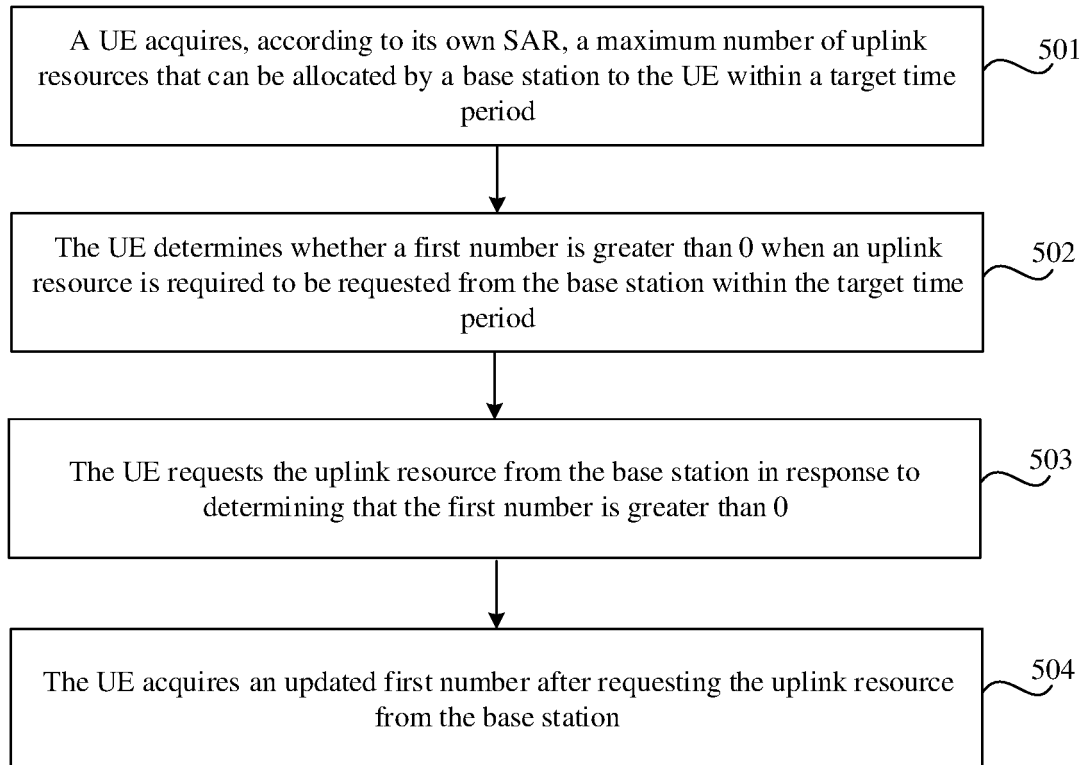 A UE acquires, according to its own SAR, a maximum number of uplink
resources that can be allocated by a base station to the UE within a target time
period
501
The UE determines whether a first number is greater than 0 when an uplink
resource is required to be requested from the base station within the target time
period
502
The UE requests the uplink resource from the base station in response to
determining that the first number is greater than 0
503
The UE acquires an updated first number after requesting the uplink resource
from the base station
504